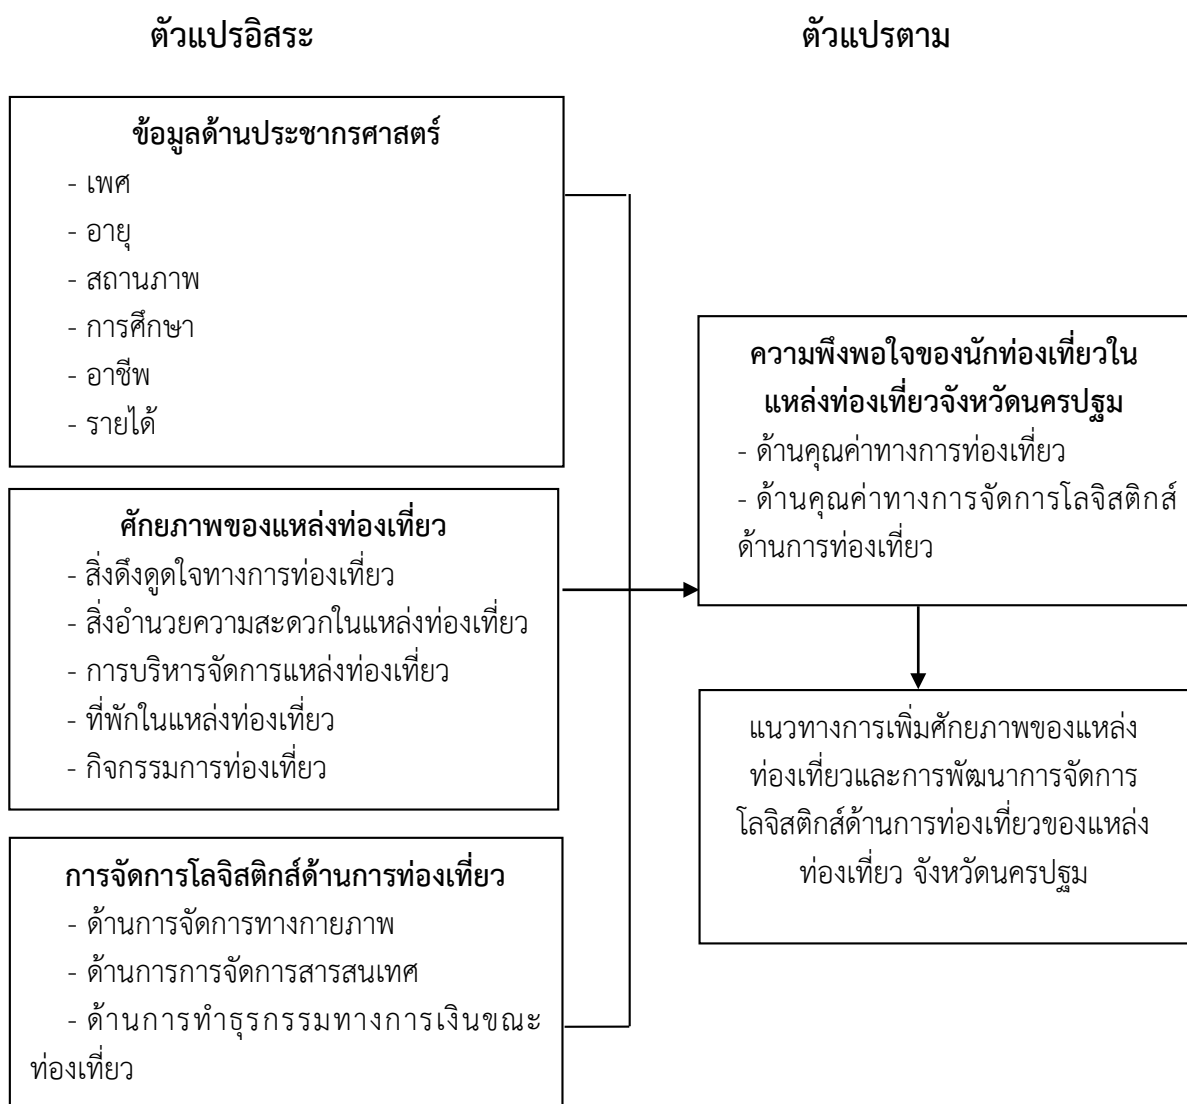 ตัวแปรอิสระ
ตัวแปรตาม
ข้อมูลด้านประชากรศาสตร์
- เพศ
- อายุ
- สถานภาพ
- การศึกษา
- อาชีพ
- รายได้
ศักยภาพของแหล่งท่องเที่ยว
- สิ่งดึงดูดใจทางการท่องเที่ยว
- สิ่งอำนวยความสะดวกในแหล่งท่องเที่ยว
- การบริหารจัดการแหล่งท่องเที่ยว
- ที่พักในแหล่งท่องเที่ยว
- กิจกรรมการท่องเที่ยว
การจัดการโลจิสติกส์ด้านการท่องเที่ยว
- ด้านการจัดการทางกายภาพ
- ด้านการการจัดการสารสนเทศ
- ด้านการทำธุรกรรมทางการเงินขณะ
ท่องเที่ยว
ความพึงพอใจของนักท่องเที่ยวใน
แหล่งท่องเที่ยวจังหวัดนครปฐม
- ด้านคุณค่าทางการท่องเที่ยว
- ด้านคุณค่าทางการจัดการโลจิสติกส์
ด้านการท่องเที่ยว
แนวทางการเพิ่มศักยภาพของแหล่ง
ท่องเที่ยวและการพัฒนาการจัดการ
โลจิสติกส์ด้านการท่องเที่ยวของแหล่ง
ท่องเที่ยว จังหวัดนครปฐม